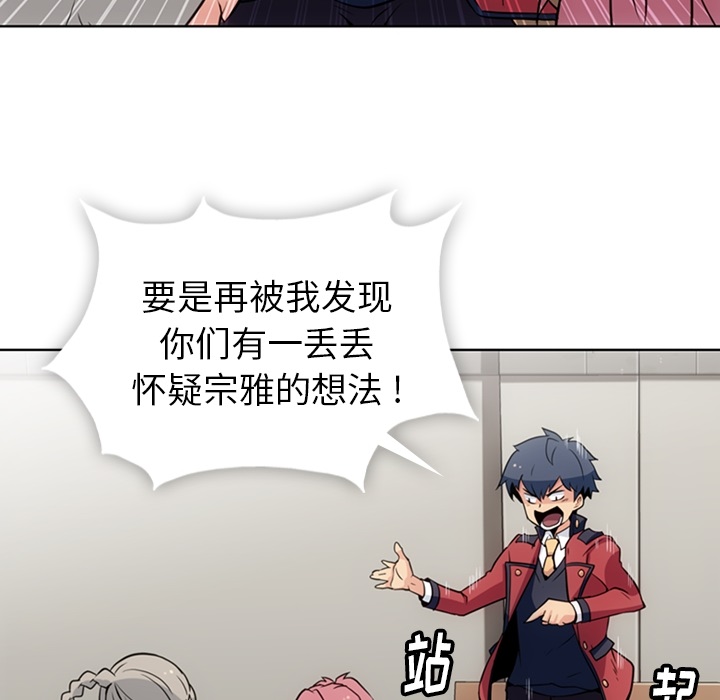 要是再被我发现
你们有一丢丢
怀疑宗雅的想法！
站
起